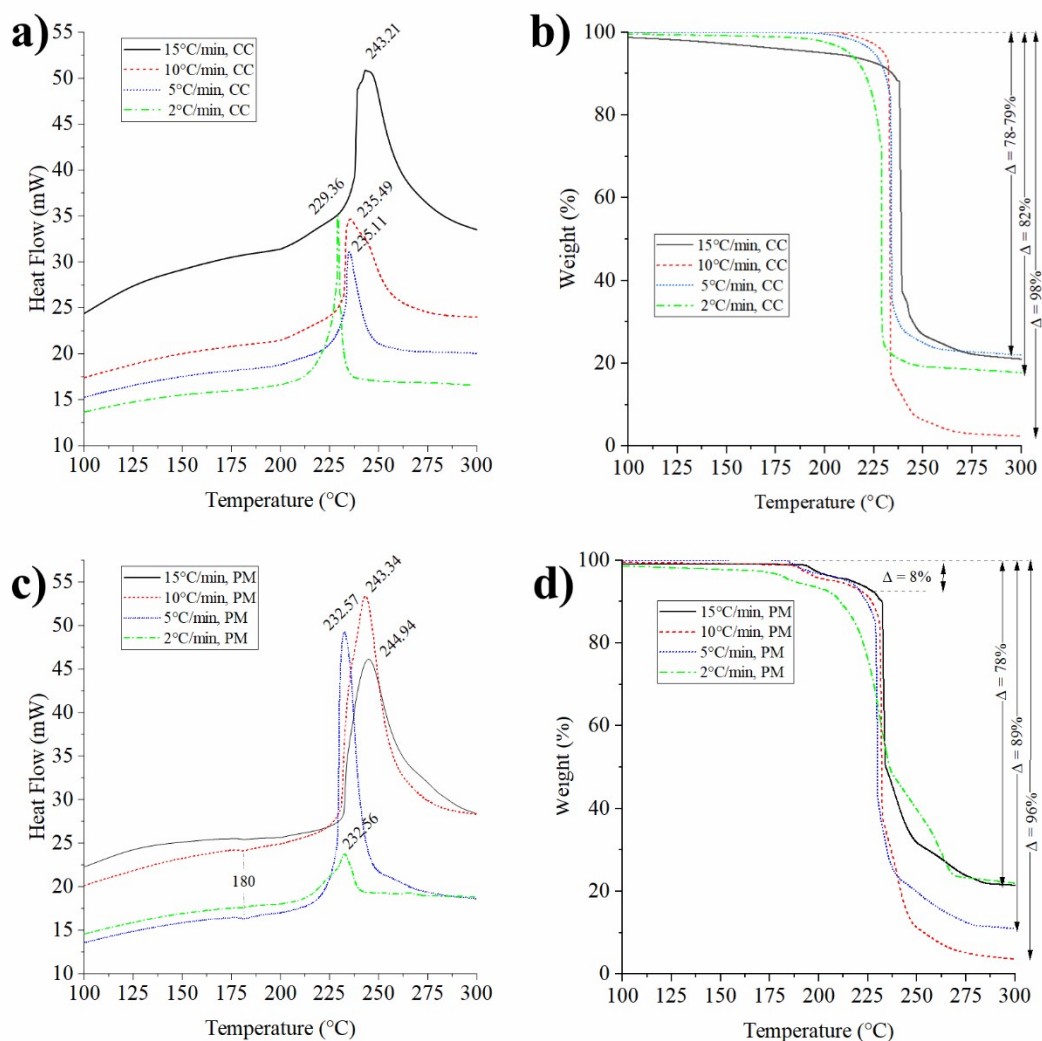 a)
15°C/min, CC
10°C/min, CC
5°C/min, CC
2°C/min, CC
243.21
229.36
235.49
235.11
Heat Flow (mW)
55
50
45
40
35
30
25
20
15
10
100 125 150 175 200 225 250 275 300
Temperature (°C)
b)
Weight (%)
100
80
60
40
20
0
15°C/min, CC
10°C/min, CC
5°C/min, CC
2°C/min, CC
Δ = 78-79%
Δ = 82%
Δ = 98%
100 125 150 175 200 225 250 275 300
Temperature (°C)
c)
15°C/min, PM
10°C/min, PM
5°C/min, PM
2°C/min, PM
232.57
243.34
244.94
232.56
180
Heat Flow (mW)
55
50
45
40
35
30
25
20
15
10
100 125 150 175 200 225 250 275 300
Temperature (°C)
d)
Weight (%)
100
80
60
40
20
0
Δ = 8%
15°C/min, PM
10°C/min, PM
5°C/min, PM
2°C/min, PM
Δ = 78%
Δ = 89%
Δ = 96%
100 125 150 175 200 225 250 275 300
Temperature (°C)